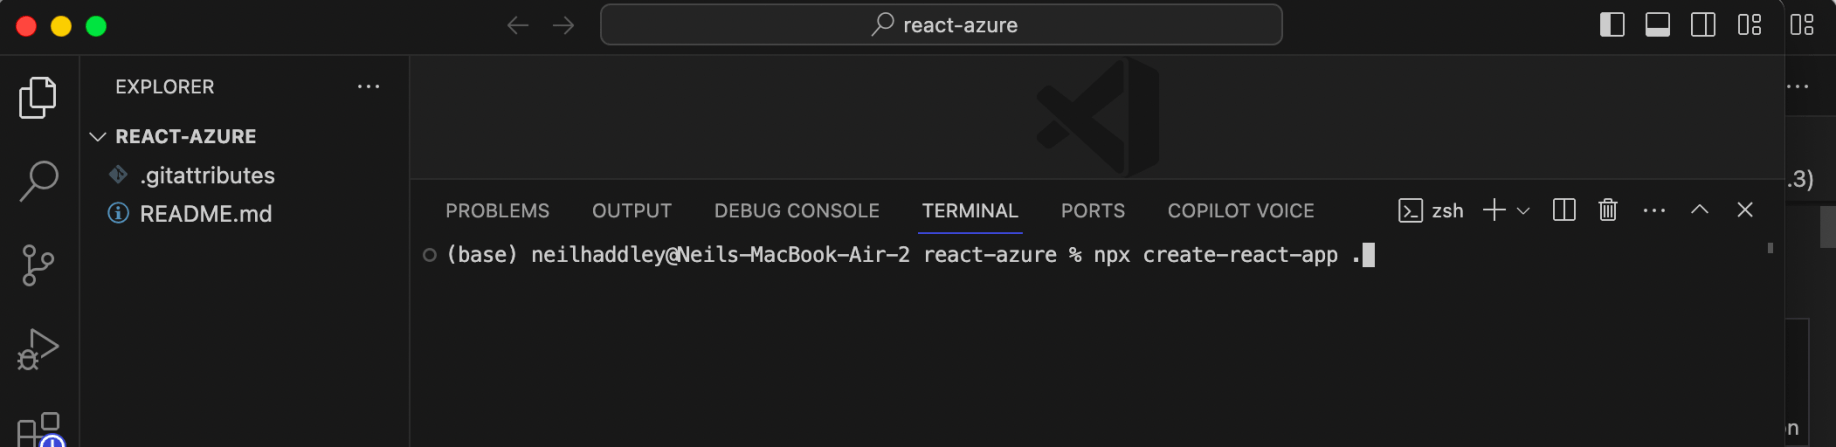 react-azure
EXPLORER
REACT-AZURE
.gitattributes
README.md
PROBLEMS OUTPUT DEBUG CONSOLE TERMINAL PORTS COPILOT VOICE zsh
(base) neilhaddley@Neils-MacBook-Air-2 react-azure % npx create-react-app .
.3)
n